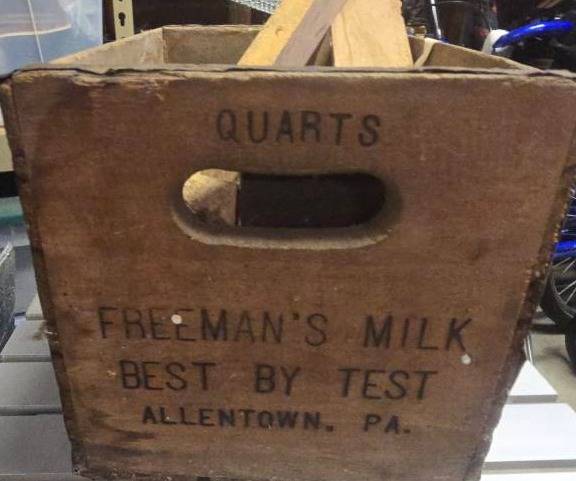 QUARTS
FREEMAN'S MILK
BEST BY TEST
ALLENTOWN. PA.